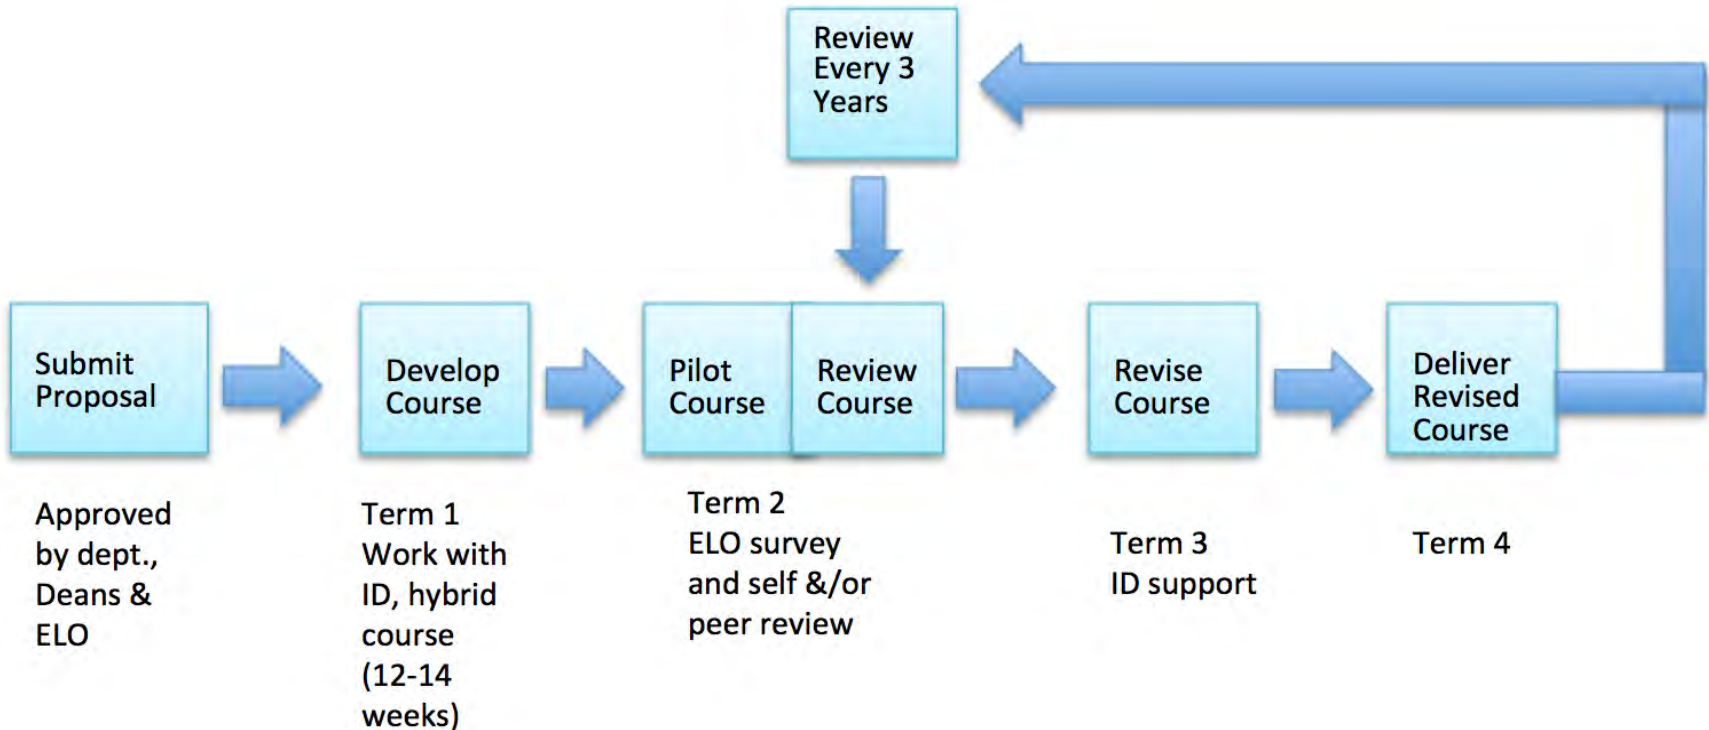 Review
Every 3
Years
Submit
Proposal
Develop
Course
Pilot
Course
Review
Course
Revise
Course
Deliver
Revised
Course
Approved
by dept.,
Deans &
ELO
Term 1
Work with
ID, hybrid
course
(12-14
weeks)
Term 2
ELO survey
and self &/or
peer review
Term 3
ID support
Term 4